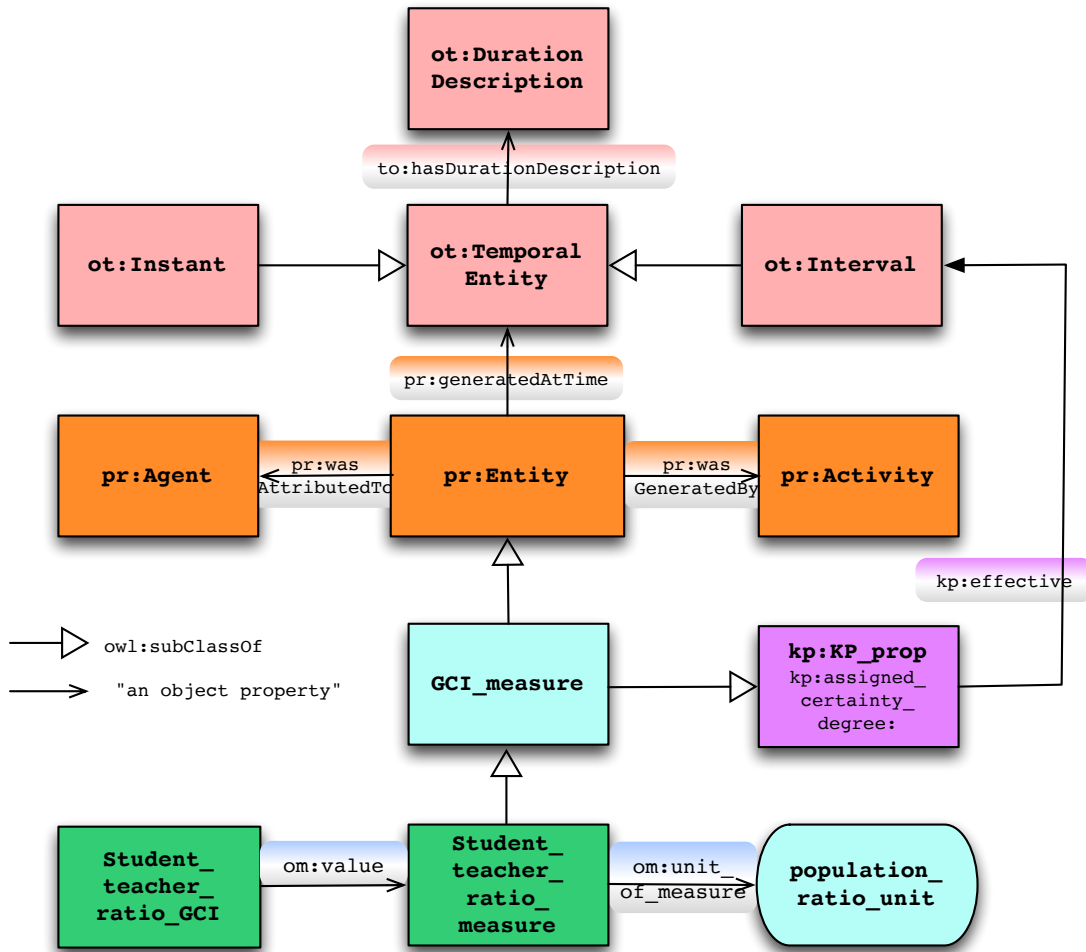 ot:Duration
Description
to:hasDurationDescription
ot:Instant
ot:Temporal
Entity
ot:Interval
pr:generatedAtTime
pr:Agent
pr:was
AttributedTo
pr:Entity
pr:was
GeneratedBy
pr:Activity
kp:effective
owl:subClassOf
"an object property"
GCI_measure
kp:KP_prop
kp:assigned_
certainty_
degree:
Student_
teacher_
ratio_GCI
om:value
Student_
teacher_
ratio_
measure
om:unit_
of_measure
population_
ratio_unit